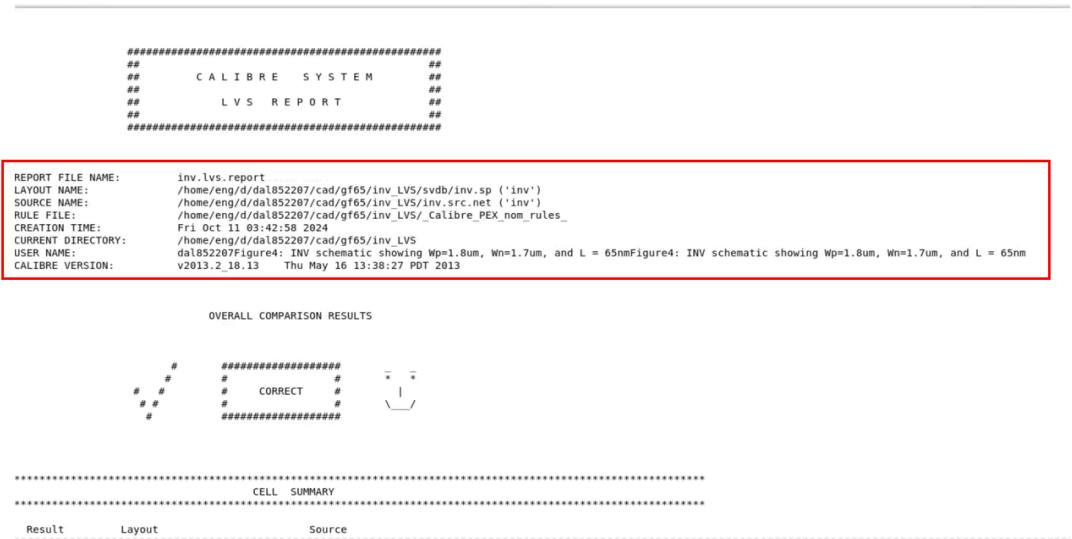 ##################################################
##                                              ##
##         C A L I B R E    S Y S T E M         ##
##                                              ##
##             L V S   R E P O R T              ##
##                                              ##
##################################################
REPORT FILE NAME:         inv.lvs.report
LAYOUT NAME:              /home/eng/d/dal852207/cad/gf65/inv_LVS/svdb/inv.sp ('inv')
SOURCE NAME:              /home/eng/d/dal852207/cad/gf65/inv_LVS/inv.src.net ('inv')
RULE FILE:                /home/eng/d/dal852207/cad/gf65/inv_LVS/_Calibre_PEX_nom_rules_
CREATION TIME:            Fri Oct 11 03:42:58 2024
CURRENT DIRECTORY:        /home/eng/d/dal852207/cad/gf65/inv_LVS
USER NAME:                dal852207Figure4: INV schematic showing Wp=1.8um, Wn=1.7um, and L = 65nmFigure4: INV schematic showing Wp=1.8um, Wn=1.7um, and L = 65nm
CALIBRE VERSION:          v2013.2_18.13    Thu May 16 13:38:27 PDT 2013
OVERALL COMPARISON RESULTS
      #       ###################       _   _
     #        #                 #       *   *
#   #         #     CORRECT     #         |
 # #          #                 #       \___/
  #           ###################
**************************************************************************************************************
CELL  SUMMARY
**************************************************************************************************************
Result         Layout                        Source